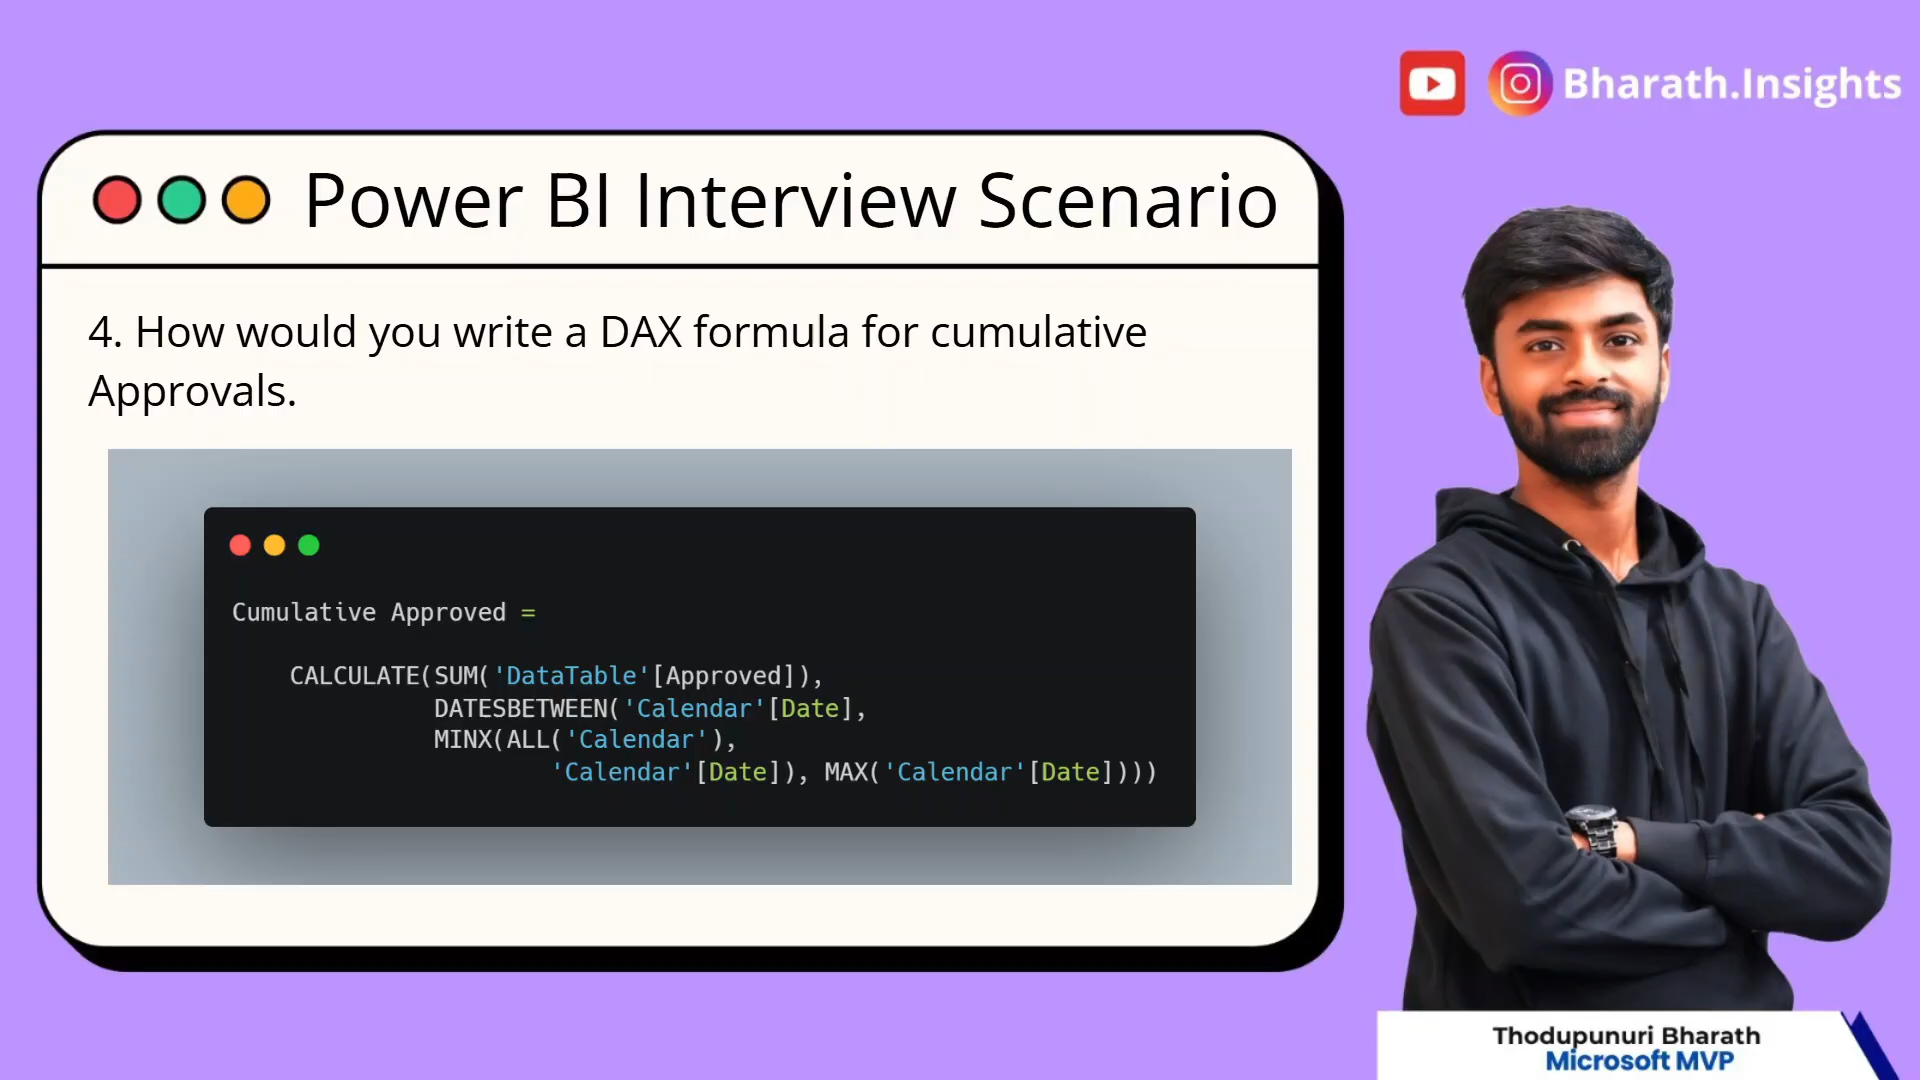 Bharath.Insights
Power BI Interview Scenario
4. How would you write a DAX formula for cumulative
Approvals.
Cumulative Approved =
CALCULATE(SUM('DataTable'[Approved]),
DATESBETWEEN('Calendar'[Date],
MINX(ALL('Calendar'),
'Calendar'[Date]), MAX('Calendar'[Date])))
Thodupunuri Bharath
Microsoft MVP